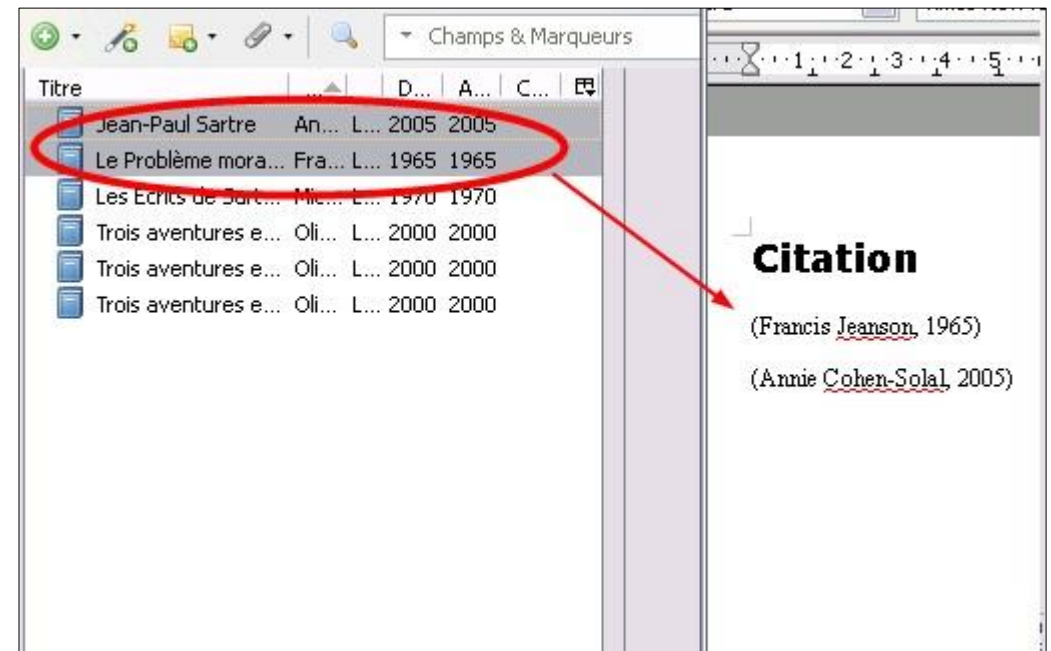 Champs & Marqueurs
1 2 3 4 5
Titre ... D... A... C...
Jean-Paul Sartre An... L... 2005 2005
Le Problème mora... Fra... L... 1965 1965
Les Ecrits de Sart... Mic... L... 1970 1970
Trois aventures e... Oli... L... 2000 2000
Trois aventures e... Oli... L... 2000 2000
Trois aventures e... Oli... L... 2000 2000
Citation
(Francis Jeanson, 1965)
(Annie Cohen-Solal, 2005)